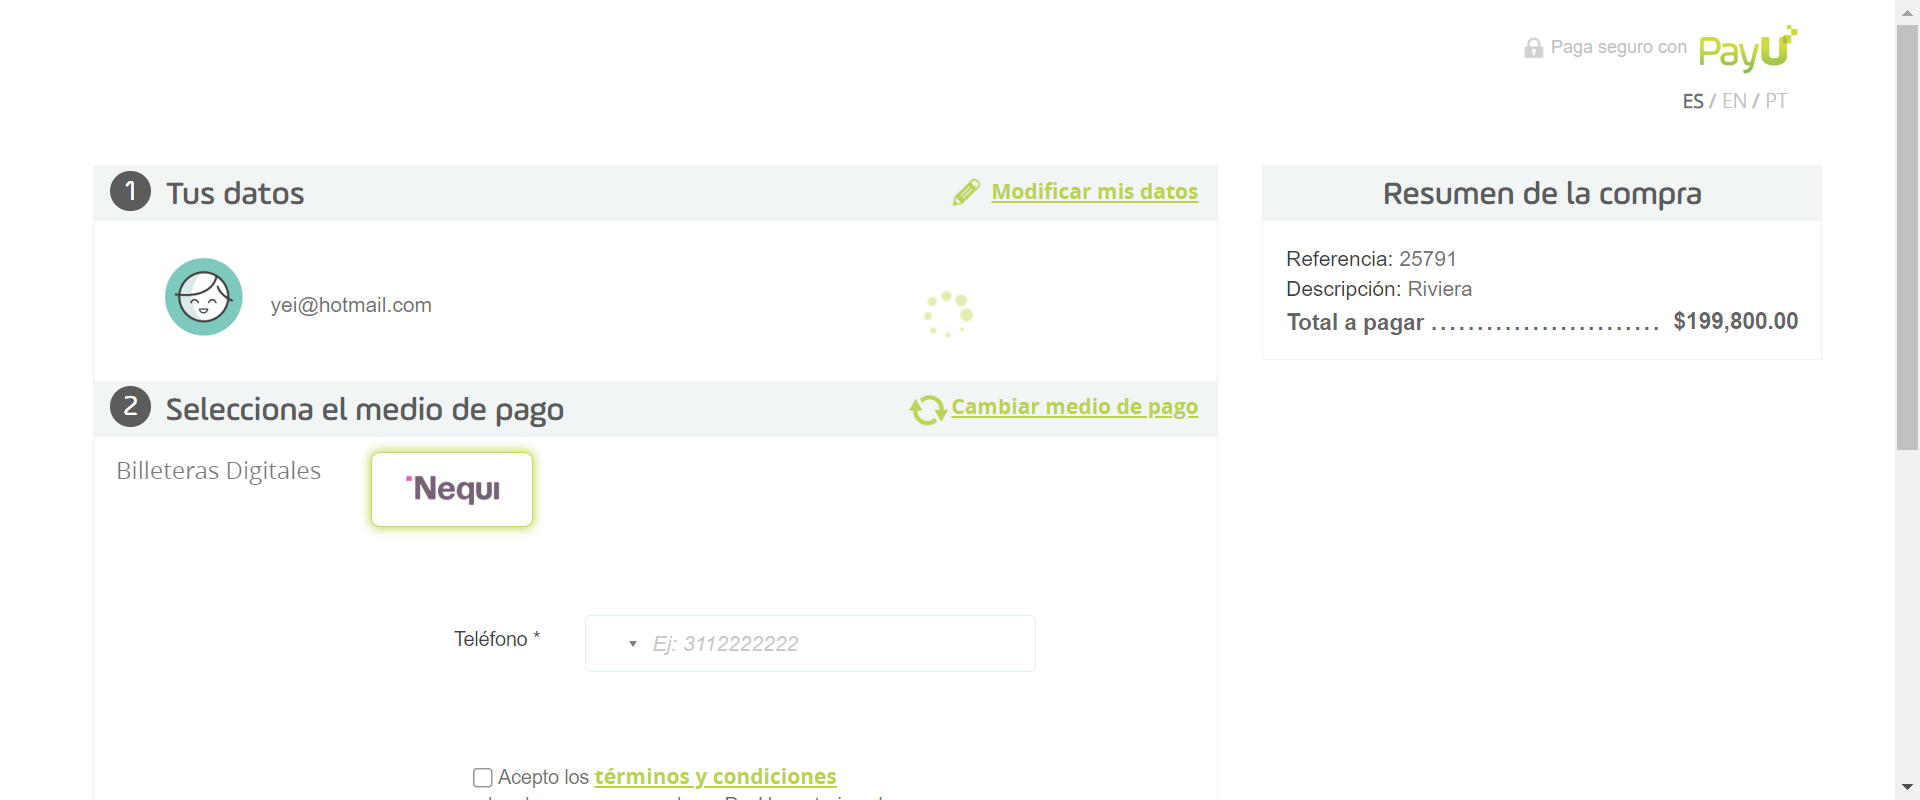 Paga seguro con PayU
ES / EN / PT
1 Tus datos
Modificar mis datos
yei@hotmail.com
2 Selecciona el medio de pago
Cambiar medio de pago
Billeteras Digitales
Nequi
Teléfono *
Ej: 3112222222
Acepto los términos y condiciones
Resumen de la compra
Referencia: 25791
Descripción: Riviera
Total a pagar ......................... $199,800.00